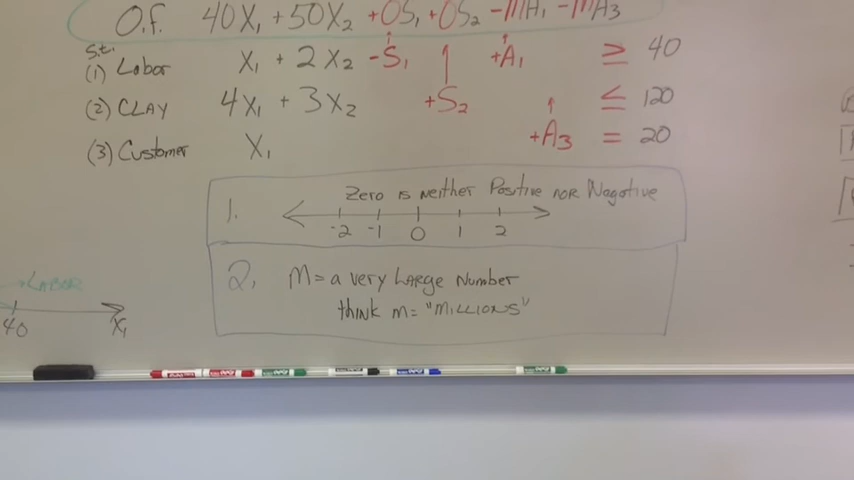 O.f. 40X₁ + 50X₂ + 0S₁ + 0S₂ - MA₁ - MA₃
S.t.
(1) Labor X₁ + 2X₂ - S₁ + A₁ ≥ 40
(2) CLAY 4X₁ + 3X₂ + S₂ ≤ 120
(3) Customer X₁ + A₃ = 20
1. Zero is neither Positive nor Nagative
-2 -1 0 1 2
2. M = a very Large Number
think m = "MILLIONS"
LABOR
40 X₁